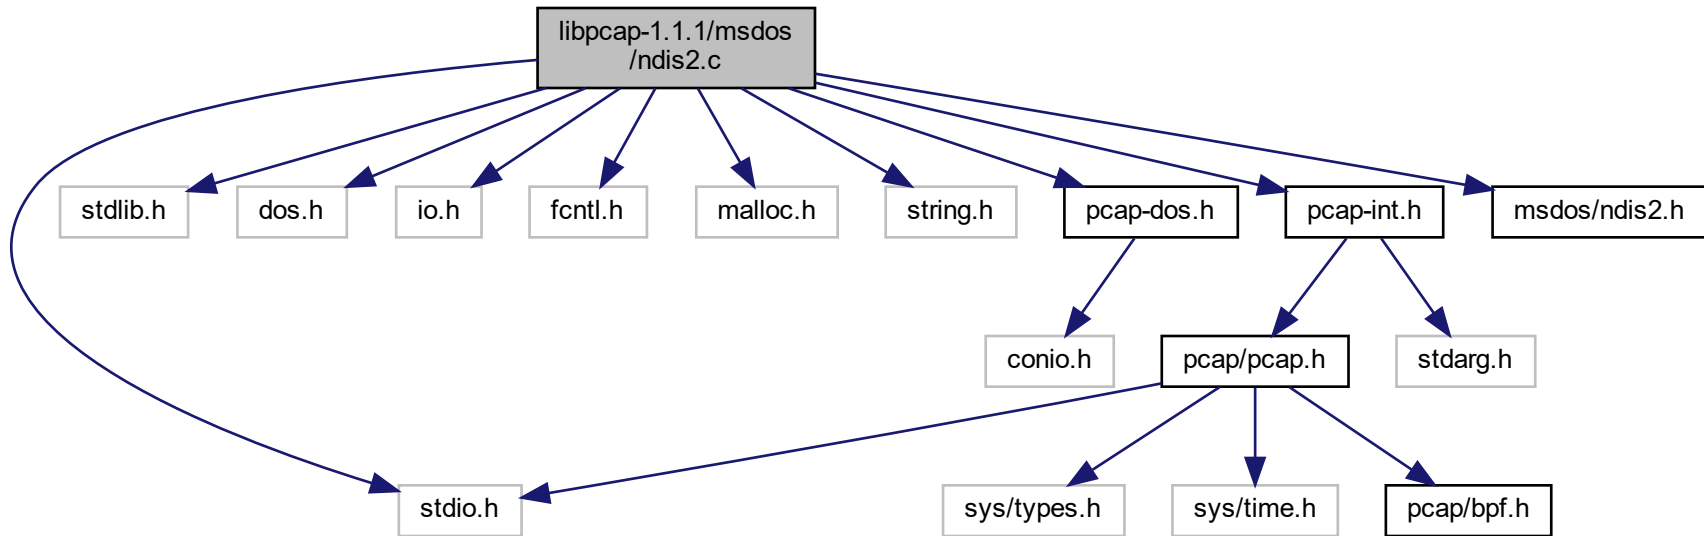 libpcap-1.1.1/msdos
/ndis2.c
stdlib.h
dos.h
io.h
fcntl.h
malloc.h
string.h
pcap-dos.h
pcap-int.h
msdos/ndis2.h
conio.h
pcap/pcap.h
stdarg.h
stdio.h
sys/types.h
sys/time.h
pcap/bpf.h